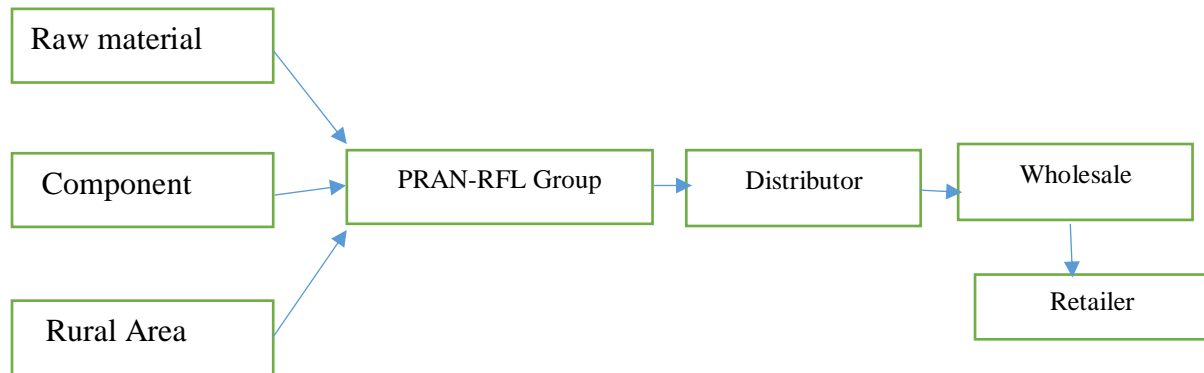 Raw material
Component
Rural Area
PRAN-RFL Group
Distributor
Wholesale
Retailer